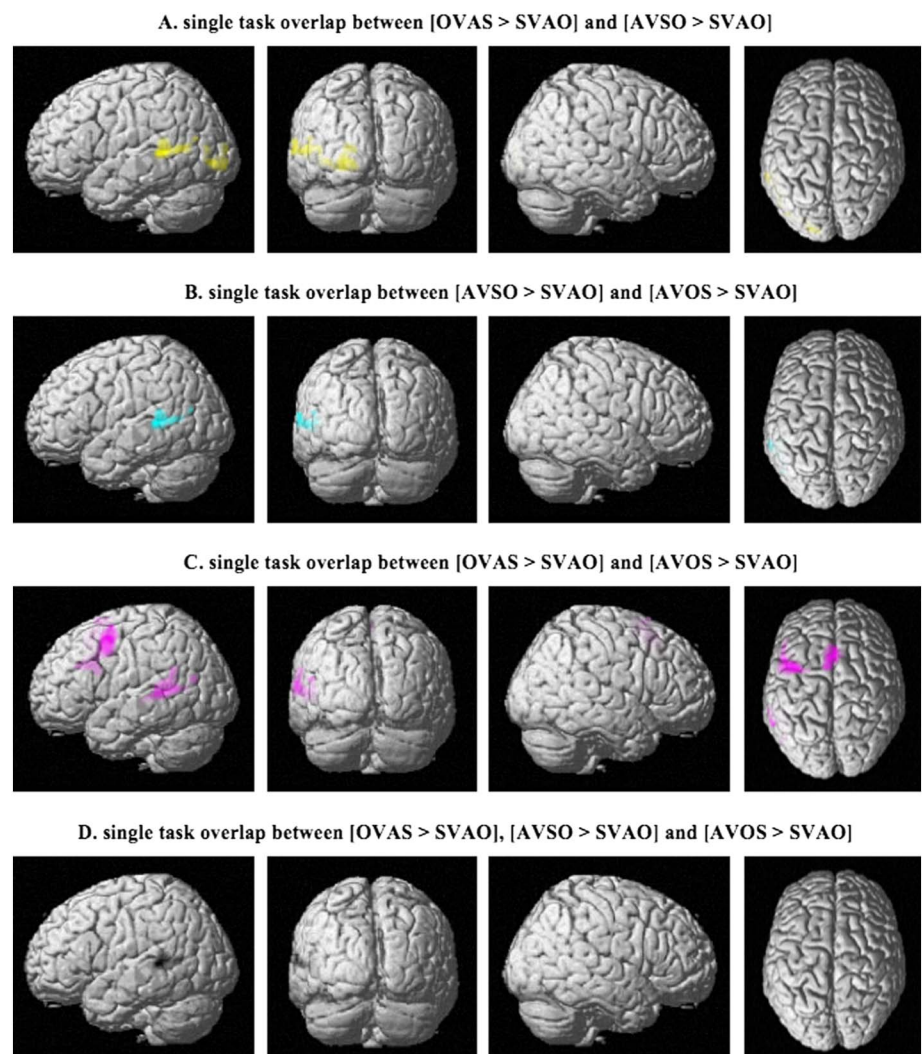 A. single task overlap between [OVAS > SVAO] and [AVSO > SVAO]
B. single task overlap between [AVSO > SVAO] and [AVOS > SVAO]
C. single task overlap between [OVAS > SVAO] and [AVOS > SVAO]
D. single task overlap between [OVAS > SVAO], [AVSO > SVAO] and [AVOS > SVAO]